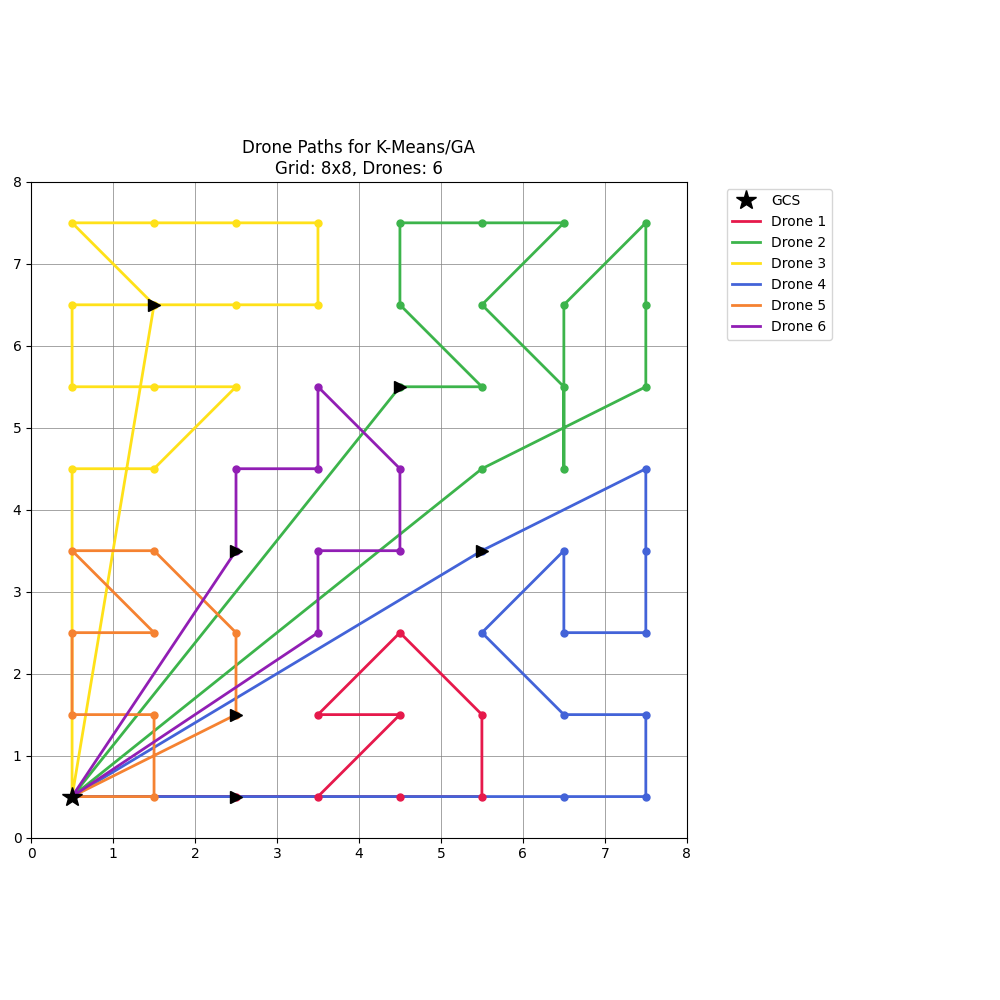 Drone Paths for K-Means/GA
Grid: 8x8, Drones: 6
GCS
Drone 1
Drone 2
Drone 3
Drone 4
Drone 5
Drone 6
8
7
6
5
4
3
2
1
0
0 1 2 3 4 5 6 7 8